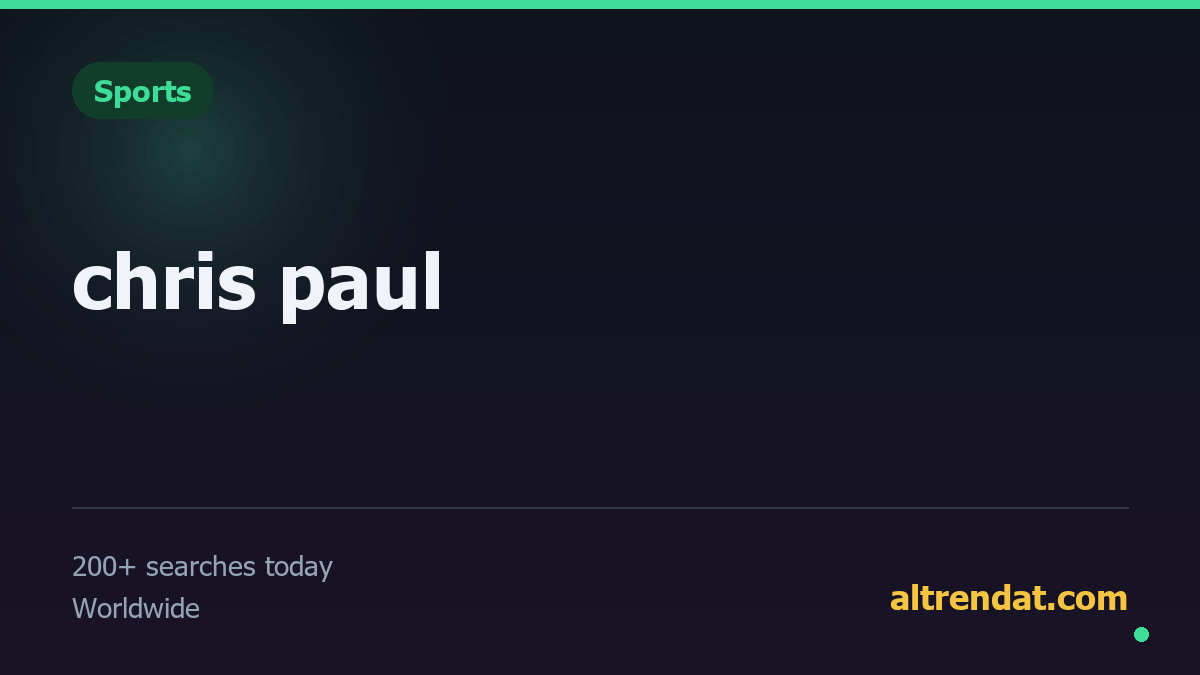 Sports
chris paul
200+ searches today
Worldwide
altrendat.com